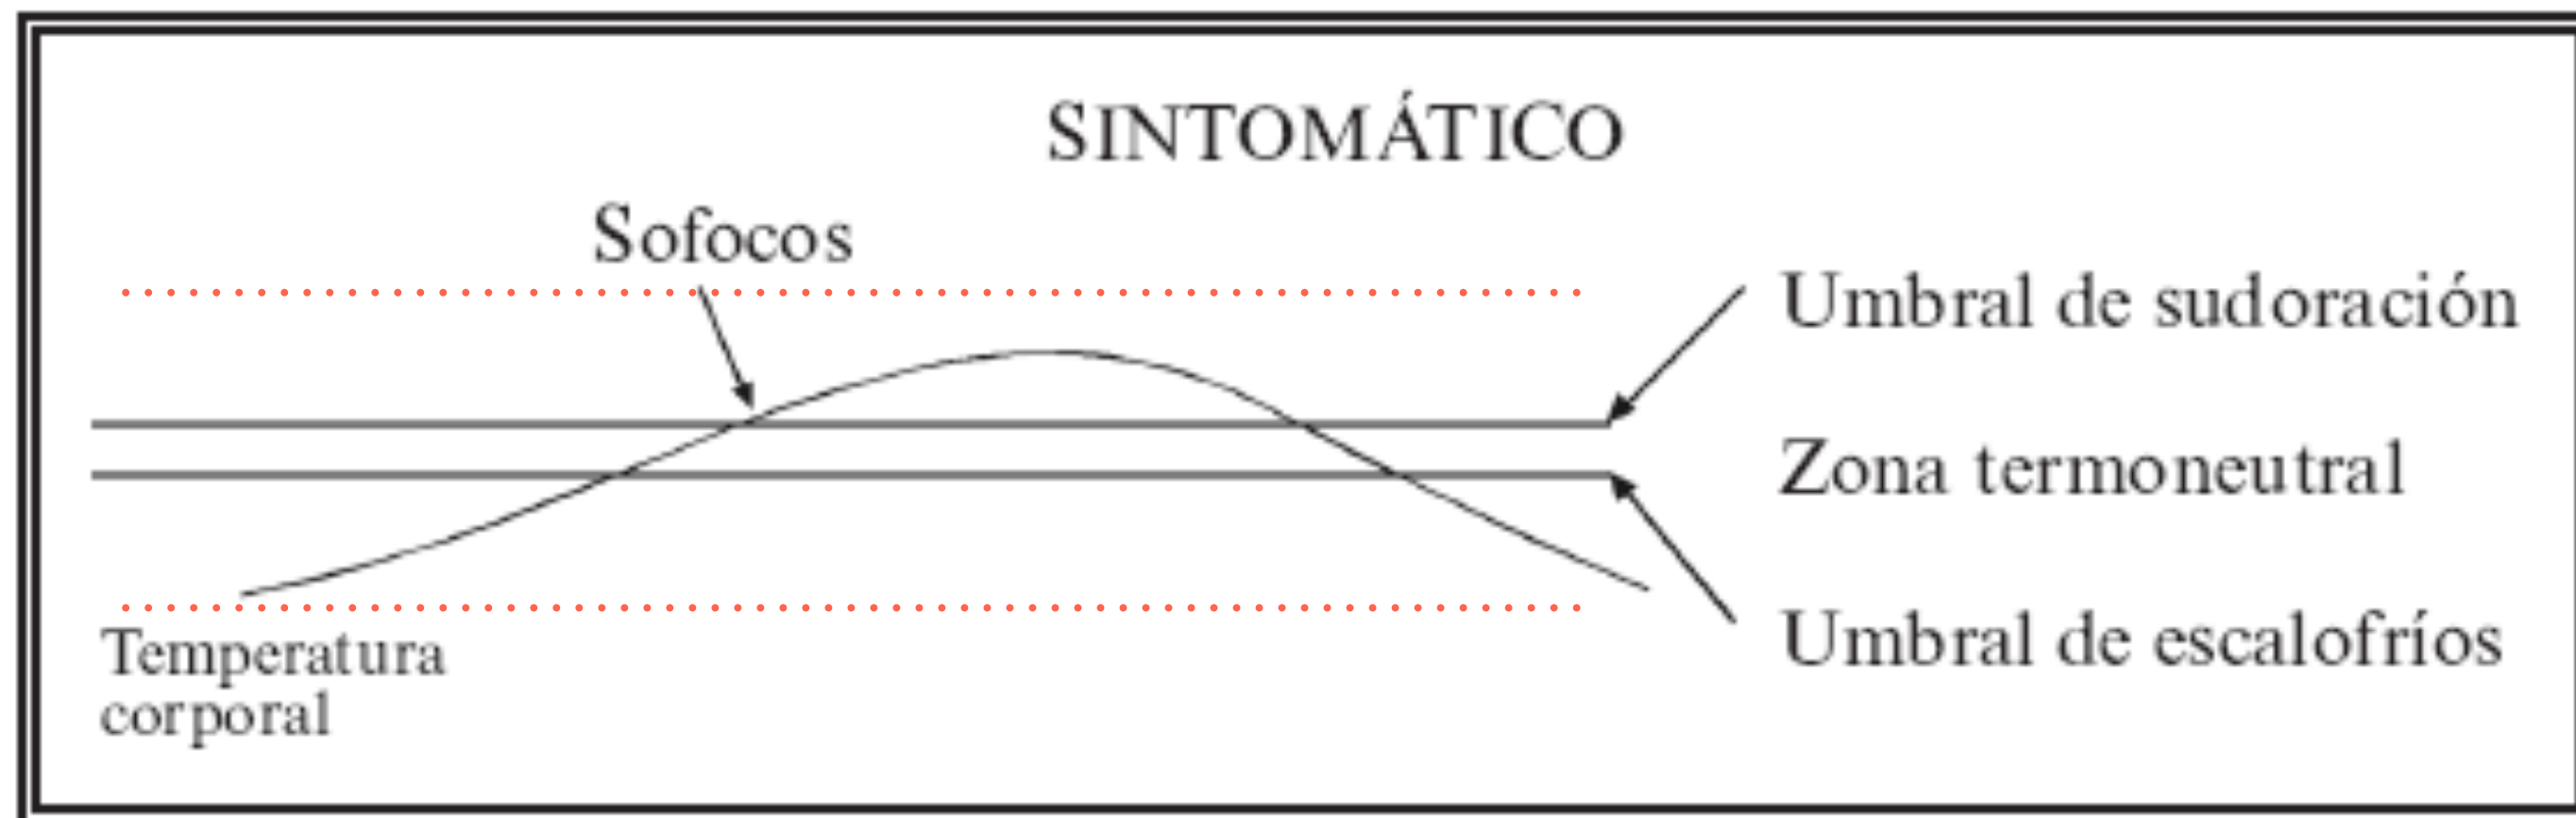 SINTOMÁTICO
Sofocos
Umbral de sudoración
Zona termoneutral
Umbral de escalofríos
Temperatura
corporal